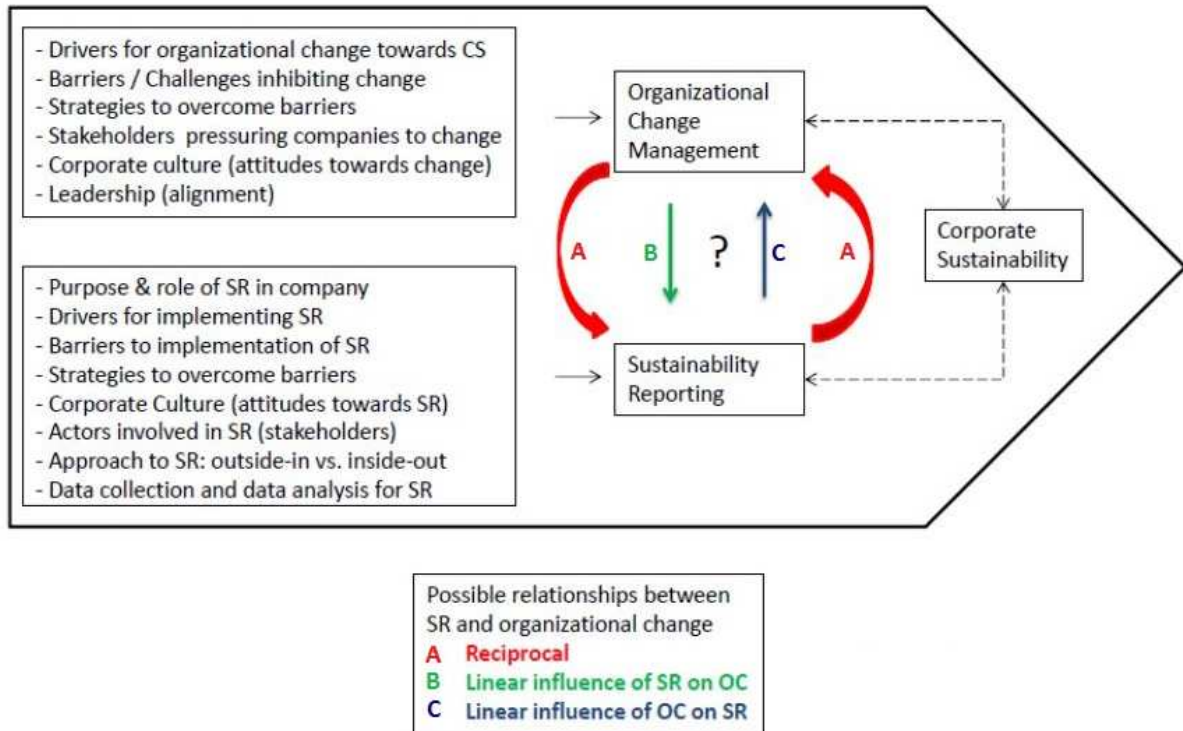 - Drivers for organizational change towards CS
- Barriers / Challenges inhibiting change
- Strategies to overcome barriers
- Stakeholders pressuring companies to change
- Corporate culture (attitudes towards change)
- Leadership (alignment)
Organizational
Change
Management
A
B
?
C
A
Corporate
Sustainability
- Purpose & role of SR in company
- Drivers for implementing SR
- Barriers to implementation of SR
- Strategies to overcome barriers
- Corporate Culture (attitudes towards SR)
- Actors involved in SR (stakeholders)
- Approach to SR: outside-in vs. inside-out
- Data collection and data analysis for SR
Sustainability
Reporting
Possible relationships between
SR and organizational change
A Reciprocal
B Linear influence of SR on OC
C Linear influence of OC on SR